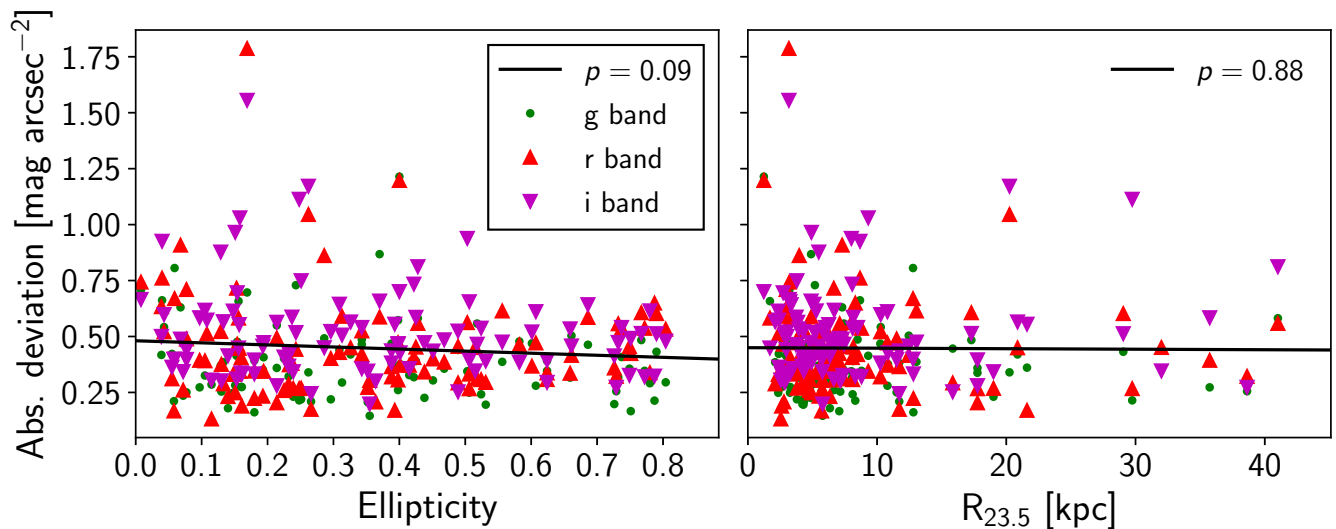 Abs. deviation [mag arcsec⁻²]
1.75
1.50
1.25
1.00
0.75
0.50
0.25
p = 0.09
g band
r band
i band
0.0 0.1 0.2 0.3 0.4 0.5 0.6 0.7 0.8
Ellipticity
p = 0.88
0 10 20 30 40
R₂₃.₅ [kpc]